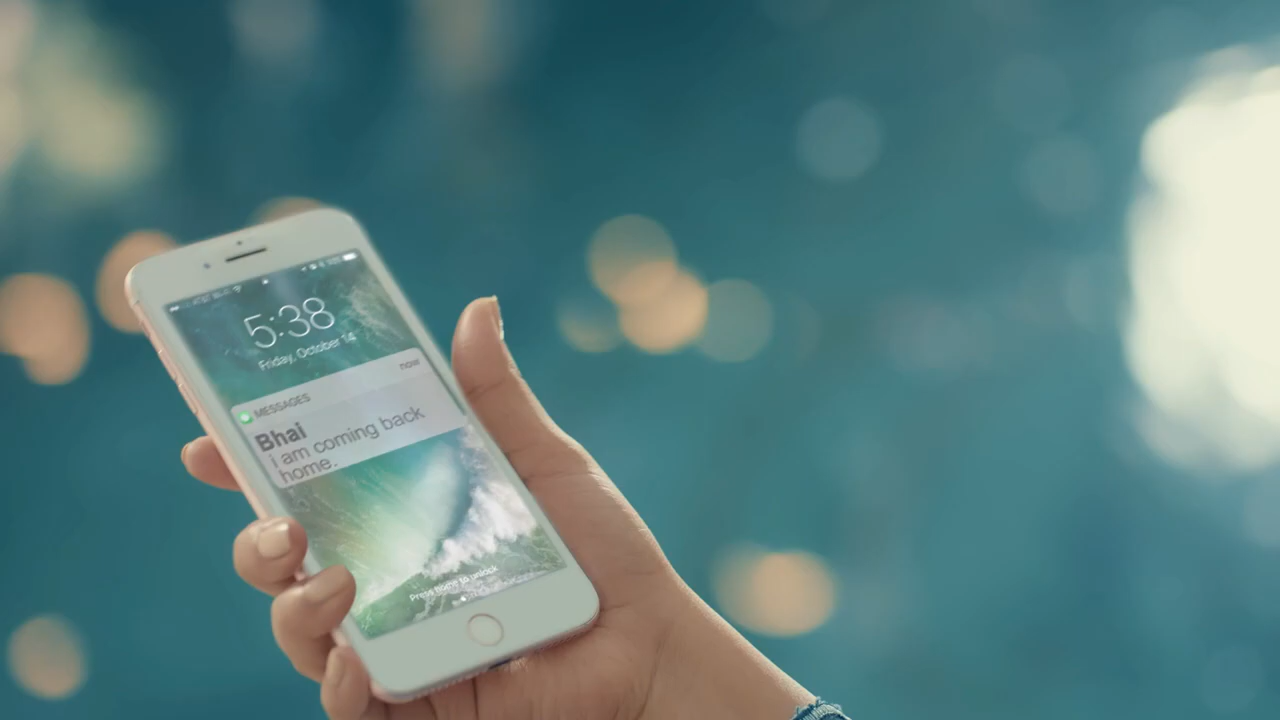 5:38
Friday, October 14
MESSAGES
now
Bhai
i am coming back
home.
Press home to unlock